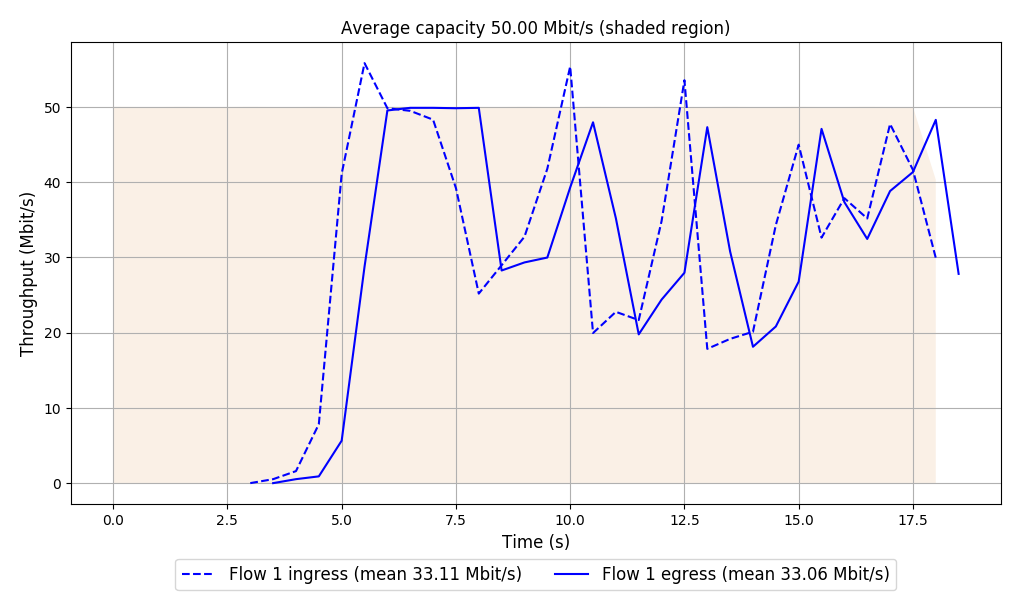 Average capacity 50.00 Mbit/s (shaded region)
Throughput (Mbit/s)
50
40
30
20
10
0
0.0 2.5 5.0 7.5 10.0 12.5 15.0 17.5
Time (s)
Flow 1 ingress (mean 33.11 Mbit/s) Flow 1 egress (mean 33.06 Mbit/s)